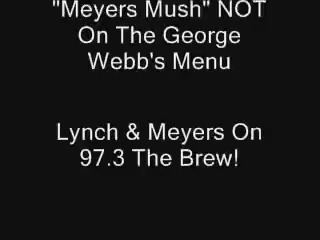 "Meyers Mush" NOT
On The George
Webb's Menu
Lynch & Meyers On
97.3 The Brew!